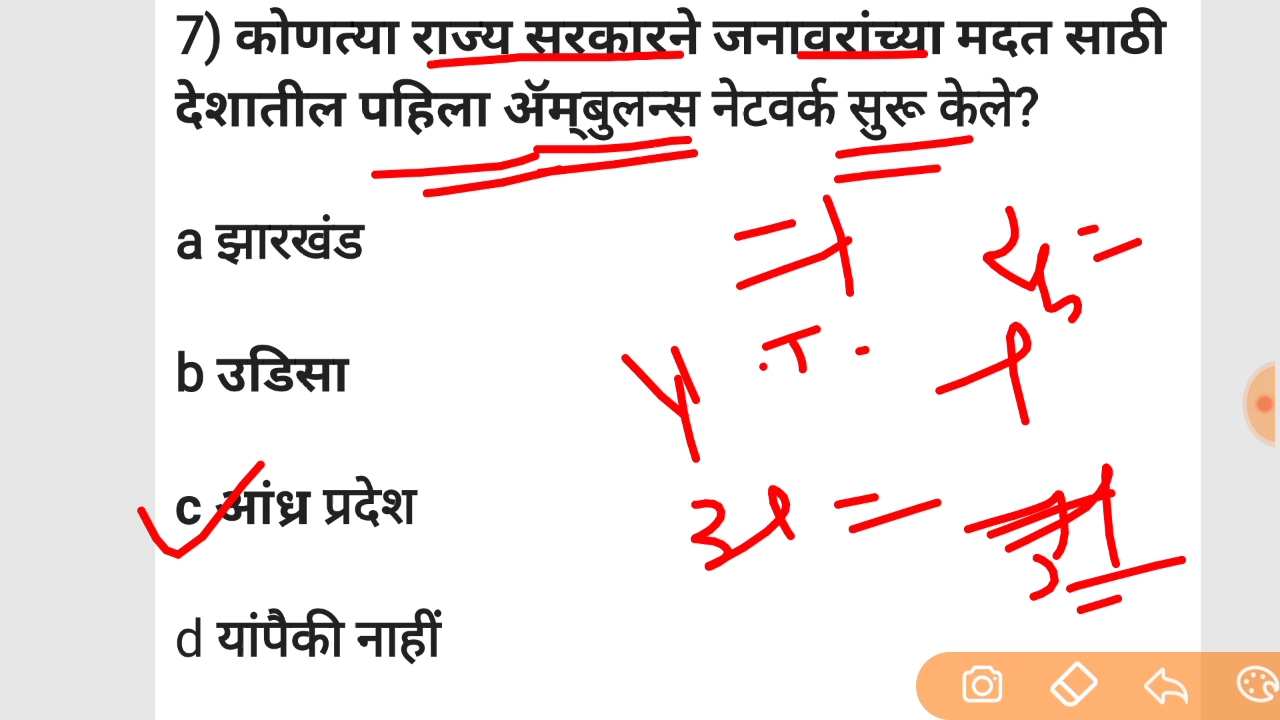 7) कोणत्या राज्य सरकारने जनावरांच्या मदत साठी
देशातील पहिला ॲम्बुलन्स नेटवर्क सुरू केले?
a झारखंड
b उडिसा
c आंध्र प्रदेश
d यांपैकी नाहीं